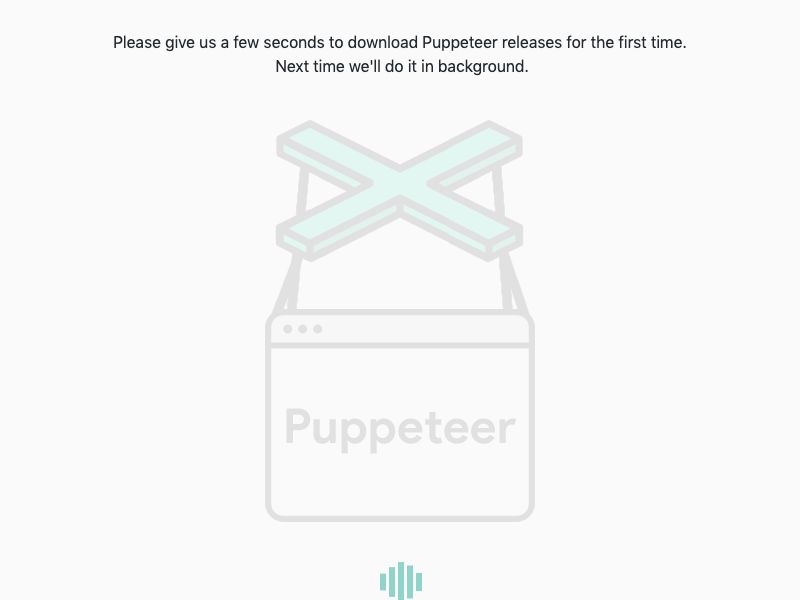 Please give us a few seconds to download Puppeteer releases for the first time.
Next time we'll do it in background.
Puppeteer